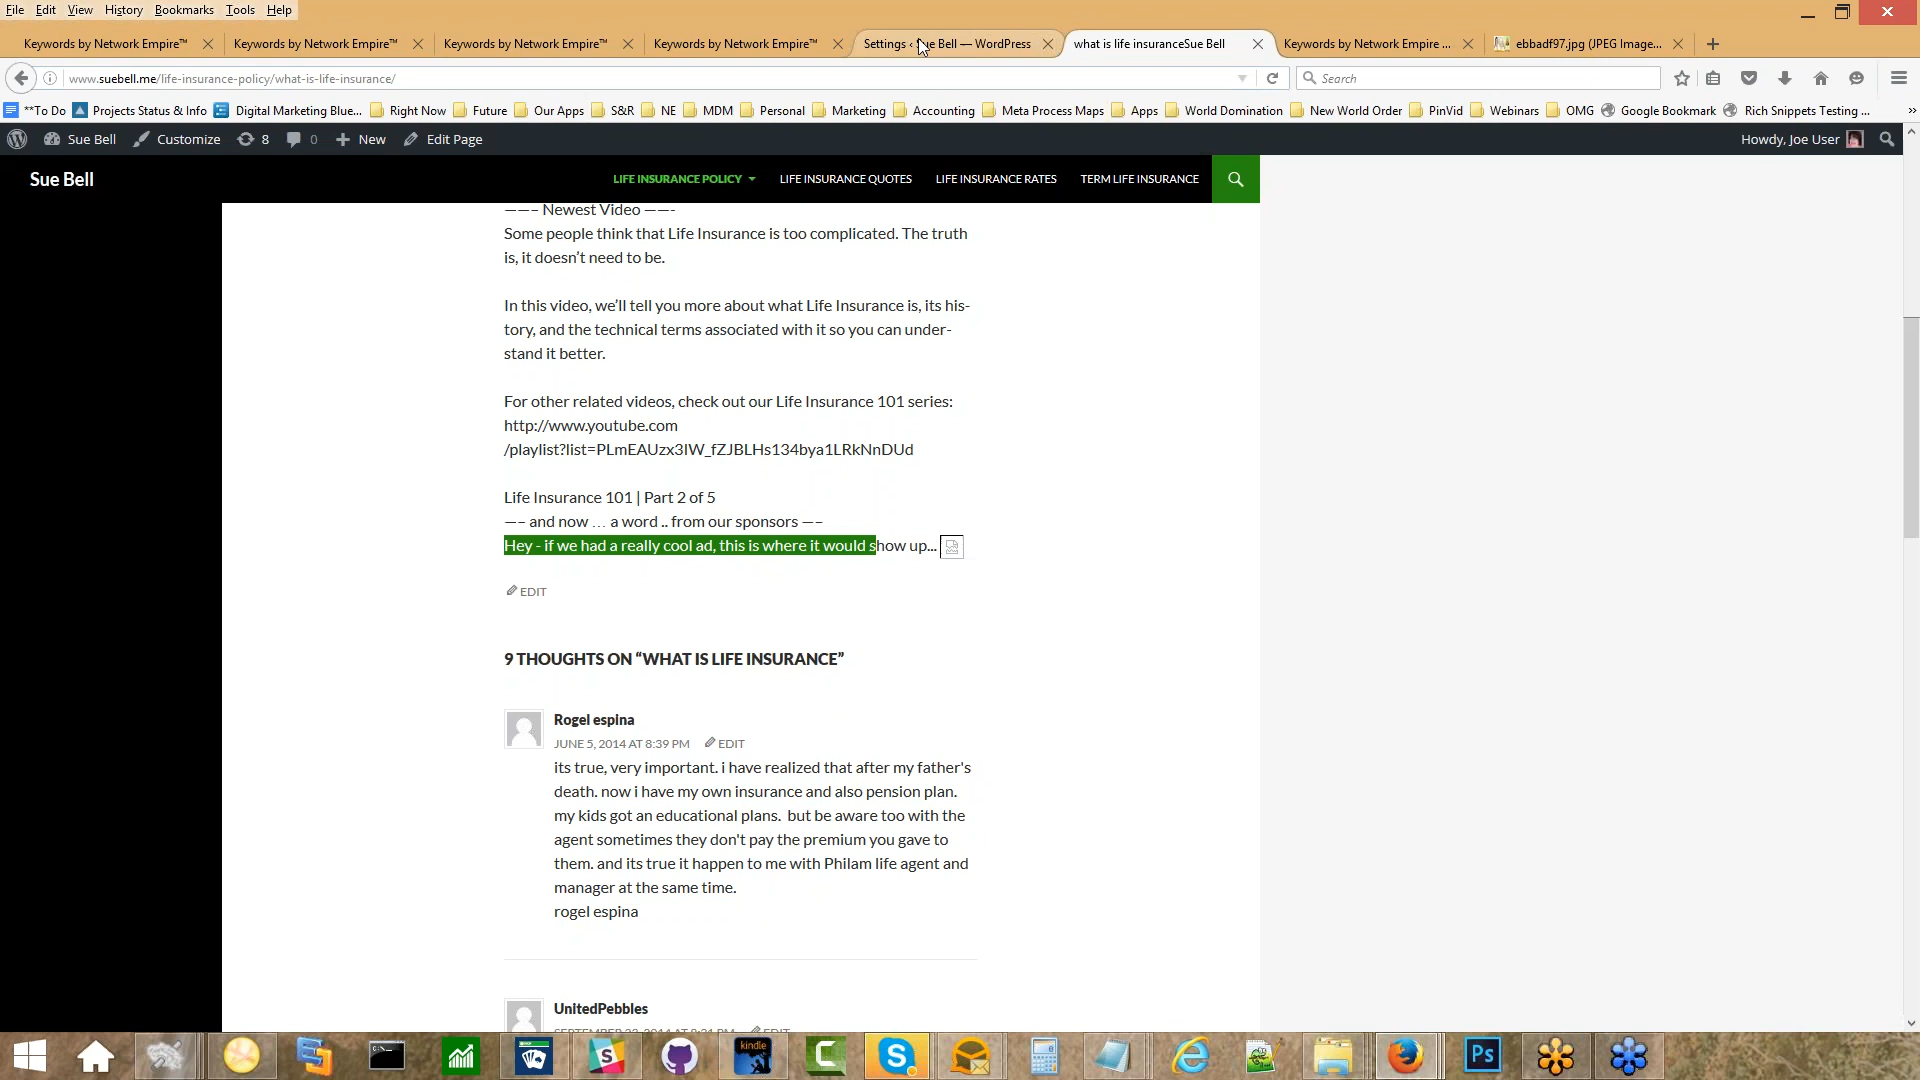 File Edit View History Bookmarks Tools Help
Keywords by Network Empire™ Keywords by Network Empire™ Keywords by Network Empire™ Keywords by Network Empire™ Settings ‹ Sue Bell — WordPress what is life insuranceSue Bell Keywords by Network Empire ... ebbadf97.jpg (JPEG Image...
www.suebell.me/life-insurance-policy/what-is-life-insurance/ Search
**To Do Projects Status & Info Digital Marketing Blue... Right Now Future Our Apps S&R NE MDM Personal Marketing Accounting Meta Process Maps Apps World Domination New World Order PinVid Webinars OMG Google Bookmark Rich Snippets Testing ... »
Sue Bell Customize 8 0 New Edit Page Howdy, Joe User
Sue Bell LIFE INSURANCE POLICY LIFE INSURANCE QUOTES LIFE INSURANCE RATES TERM LIFE INSURANCE
——– Newest Video ——-
Some people think that Life Insurance is too complicated. The truth
is, it doesn’t need to be.
In this video, we’ll tell you more about what Life Insurance is, its his-
tory, and the technical terms associated with it so you can under-
stand it better.
For other related videos, check out our Life Insurance 101 series:
http://www.youtube.com
/playlist?list=PLmEAUzx3IW_fZJBLHs134bya1LRkNnDUd
Life Insurance 101 | Part 2 of 5
—– and now … a word .. from our sponsors —–
Hey - if we had a really cool ad, this is where it would show up...
EDIT
9 THOUGHTS ON “WHAT IS LIFE INSURANCE”
Rogel espina
JUNE 5, 2014 AT 8:39 PM EDIT
its true, very important. i have realized that after my father's
death. now i have my own insurance and also pension plan.
my kids got an educational plans. but be aware too with the
agent sometimes they don't pay the premium you gave to
them. and its true it happen to me with Philam life agent and
manager at the same time.
rogel espina
UnitedPebbles
SEPTEMBER 23, 2014 AT 8:31 PM EDIT
kindle
Ps